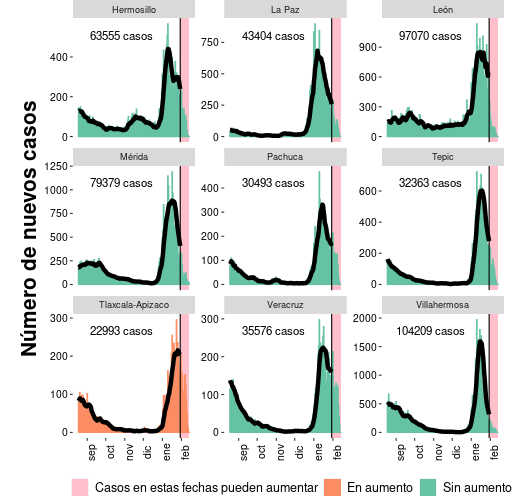 Número de nuevos casos
Hermosillo
63555 casos
400
200
0
La Paz
43404 casos
750
500
250
0
León
97070 casos
900
600
300
0
Mérida
79379 casos
1250
1000
750
500
250
0
Pachuca
30493 casos
400
300
200
100
0
Tepic
32363 casos
600
400
200
0
Tlaxcala-Apizaco
22993 casos
300
200
100
0
Veracruz
35576 casos
300
200
100
0
Villahermosa
104209 casos
2000
1500
1000
500
0
sep
oct
nov
dic
ene
feb
sep
oct
nov
dic
ene
feb
sep
oct
nov
dic
ene
feb
Casos en estas fechas pueden aumentar
En aumento
Sin aumento